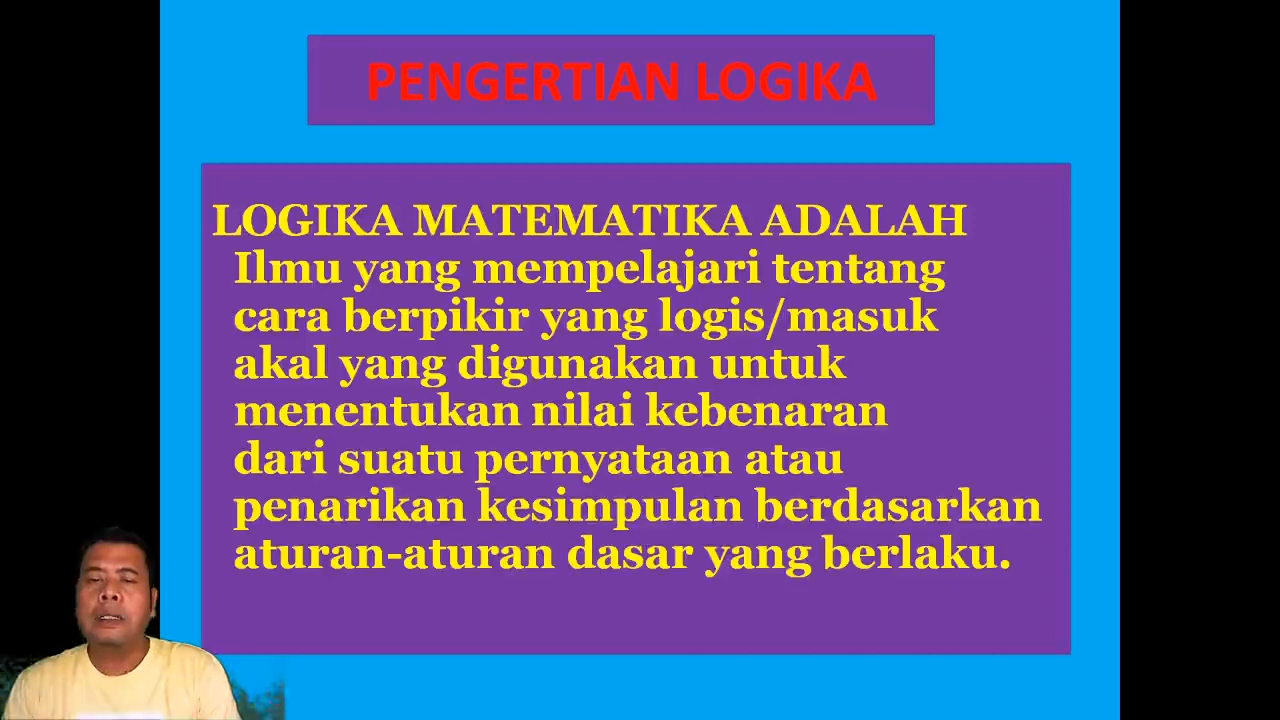 PENGERTIAN LOGIKA
LOGIKA MATEMATIKA ADALAH
Ilmu yang mempelajari tentang
cara berpikir yang logis/masuk
akal yang digunakan untuk
menentukan nilai kebenaran
dari suatu pernyataan atau
penarikan kesimpulan berdasarkan
aturan-aturan dasar yang berlaku.